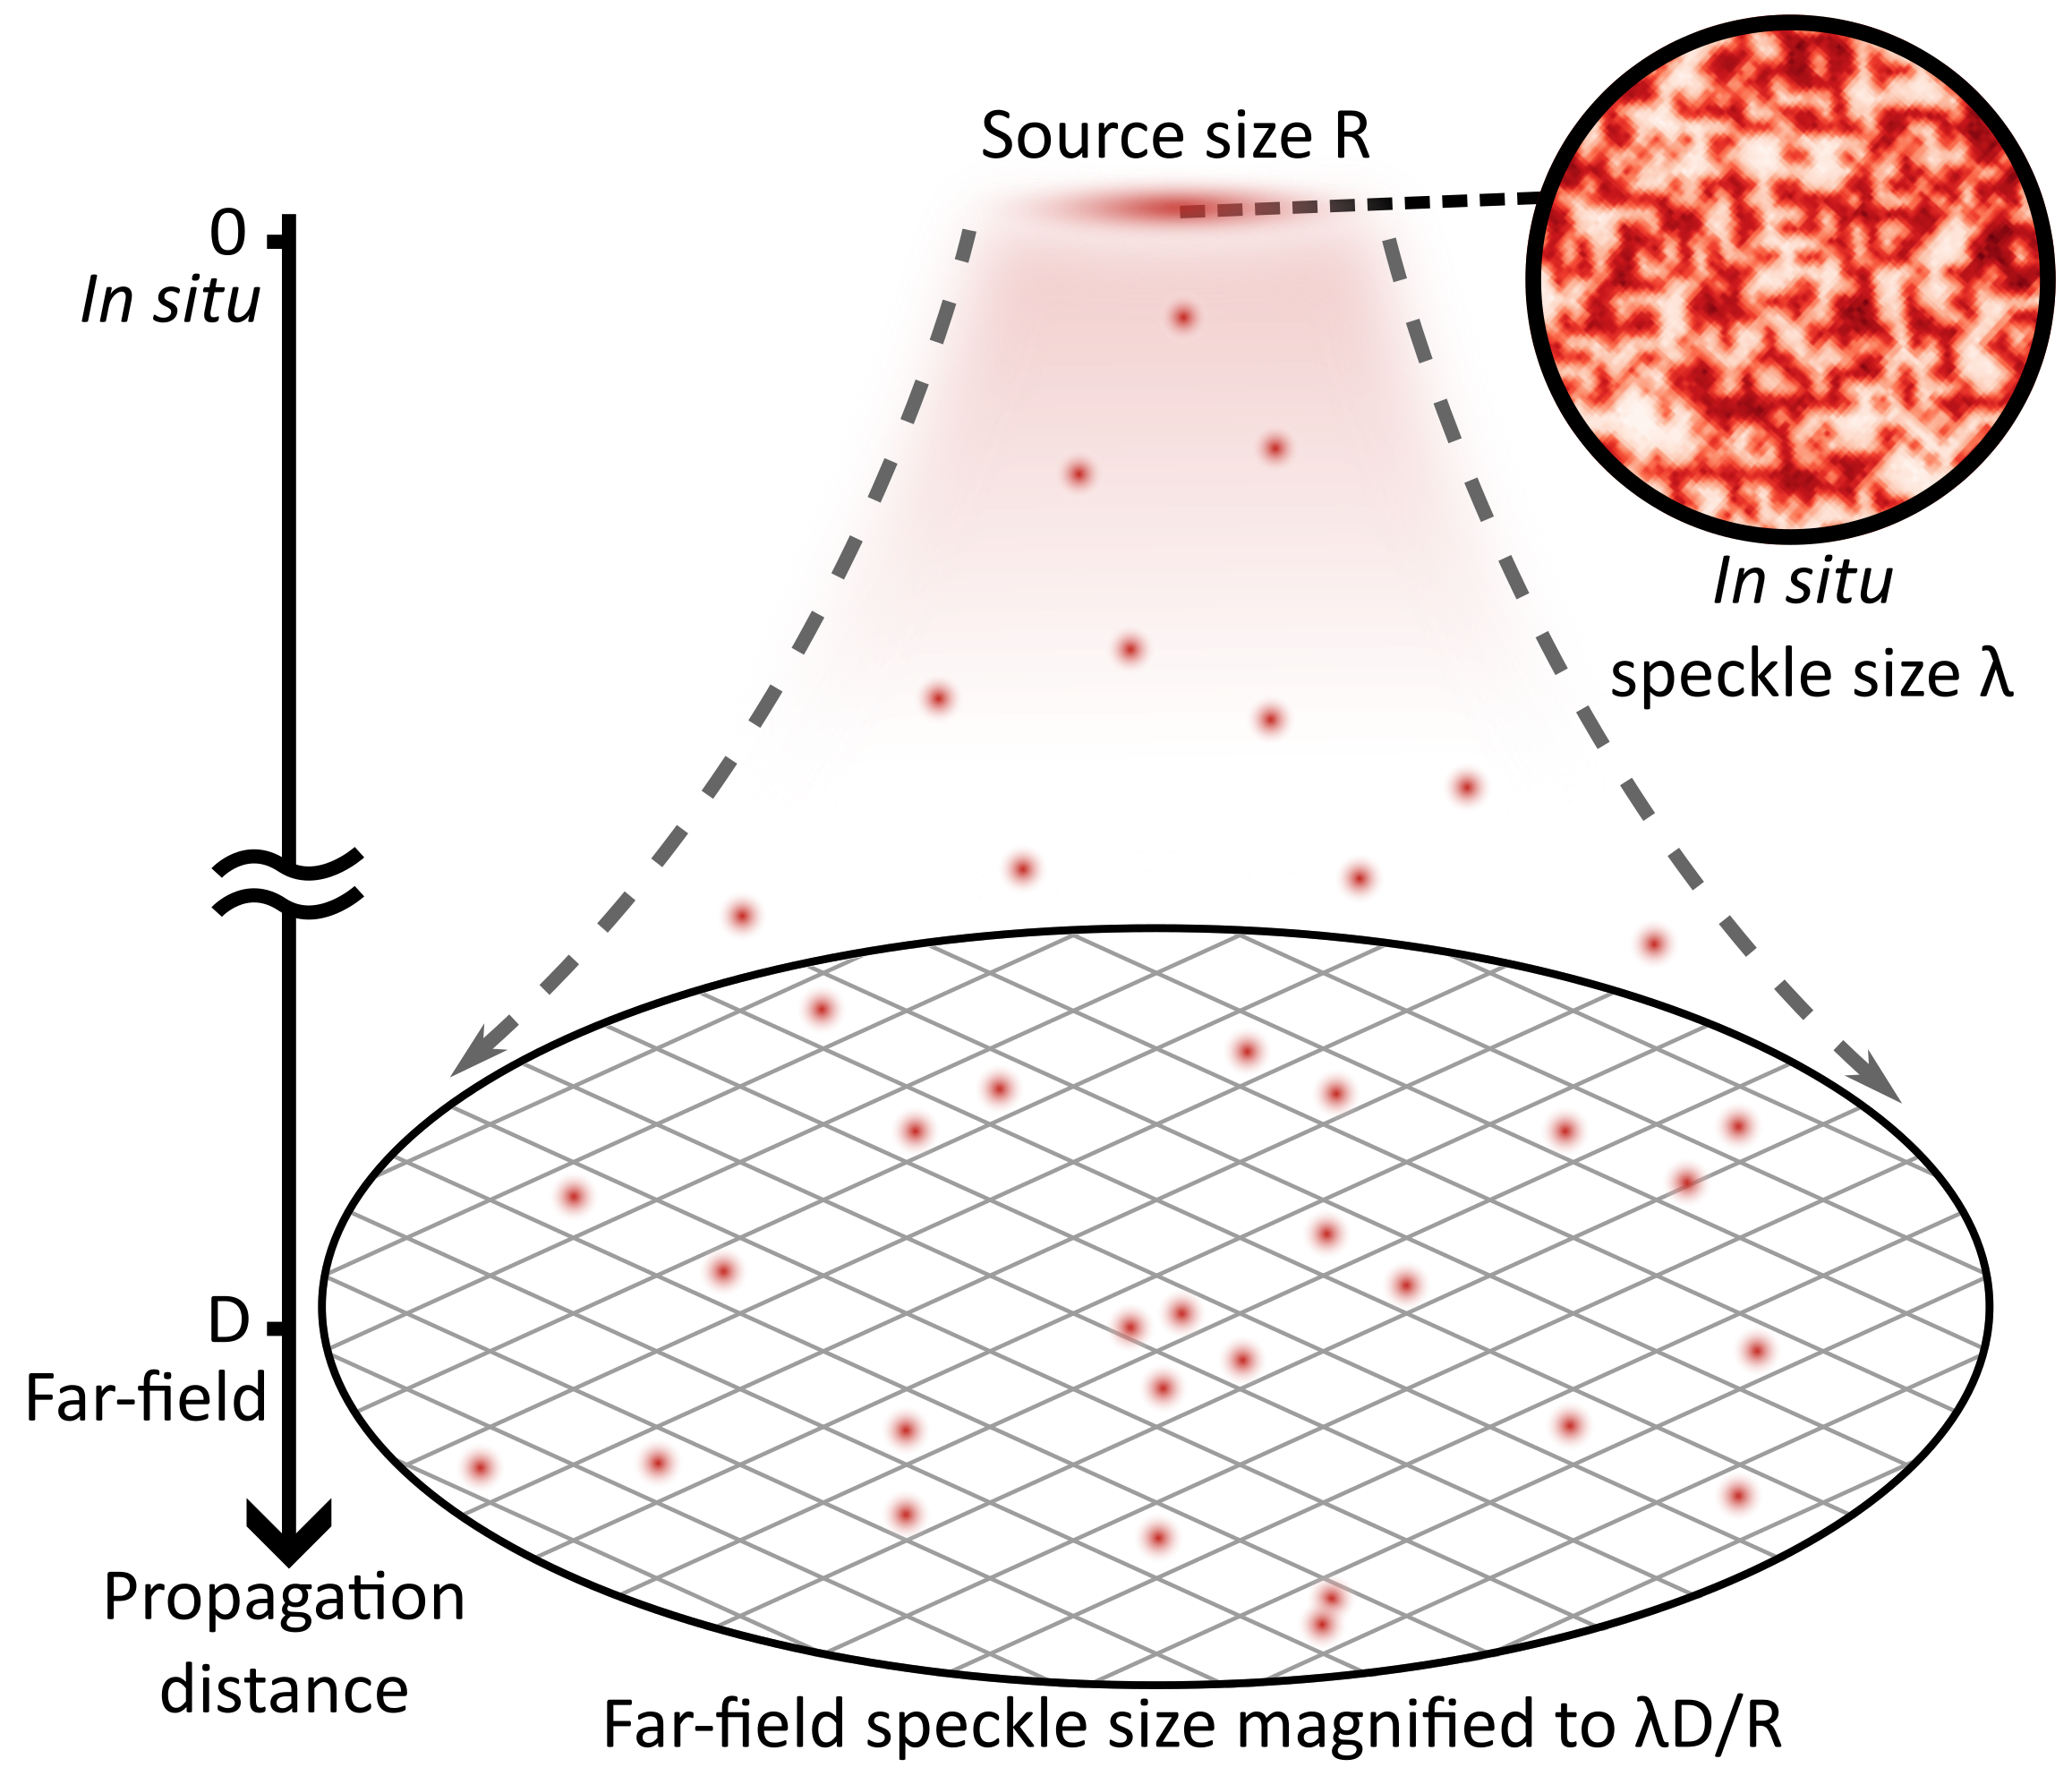 Source size R
0
In situ
In situ
speckle size λ
D
Far-field
Propagation
distance
Far-field speckle size magnified to λD/R